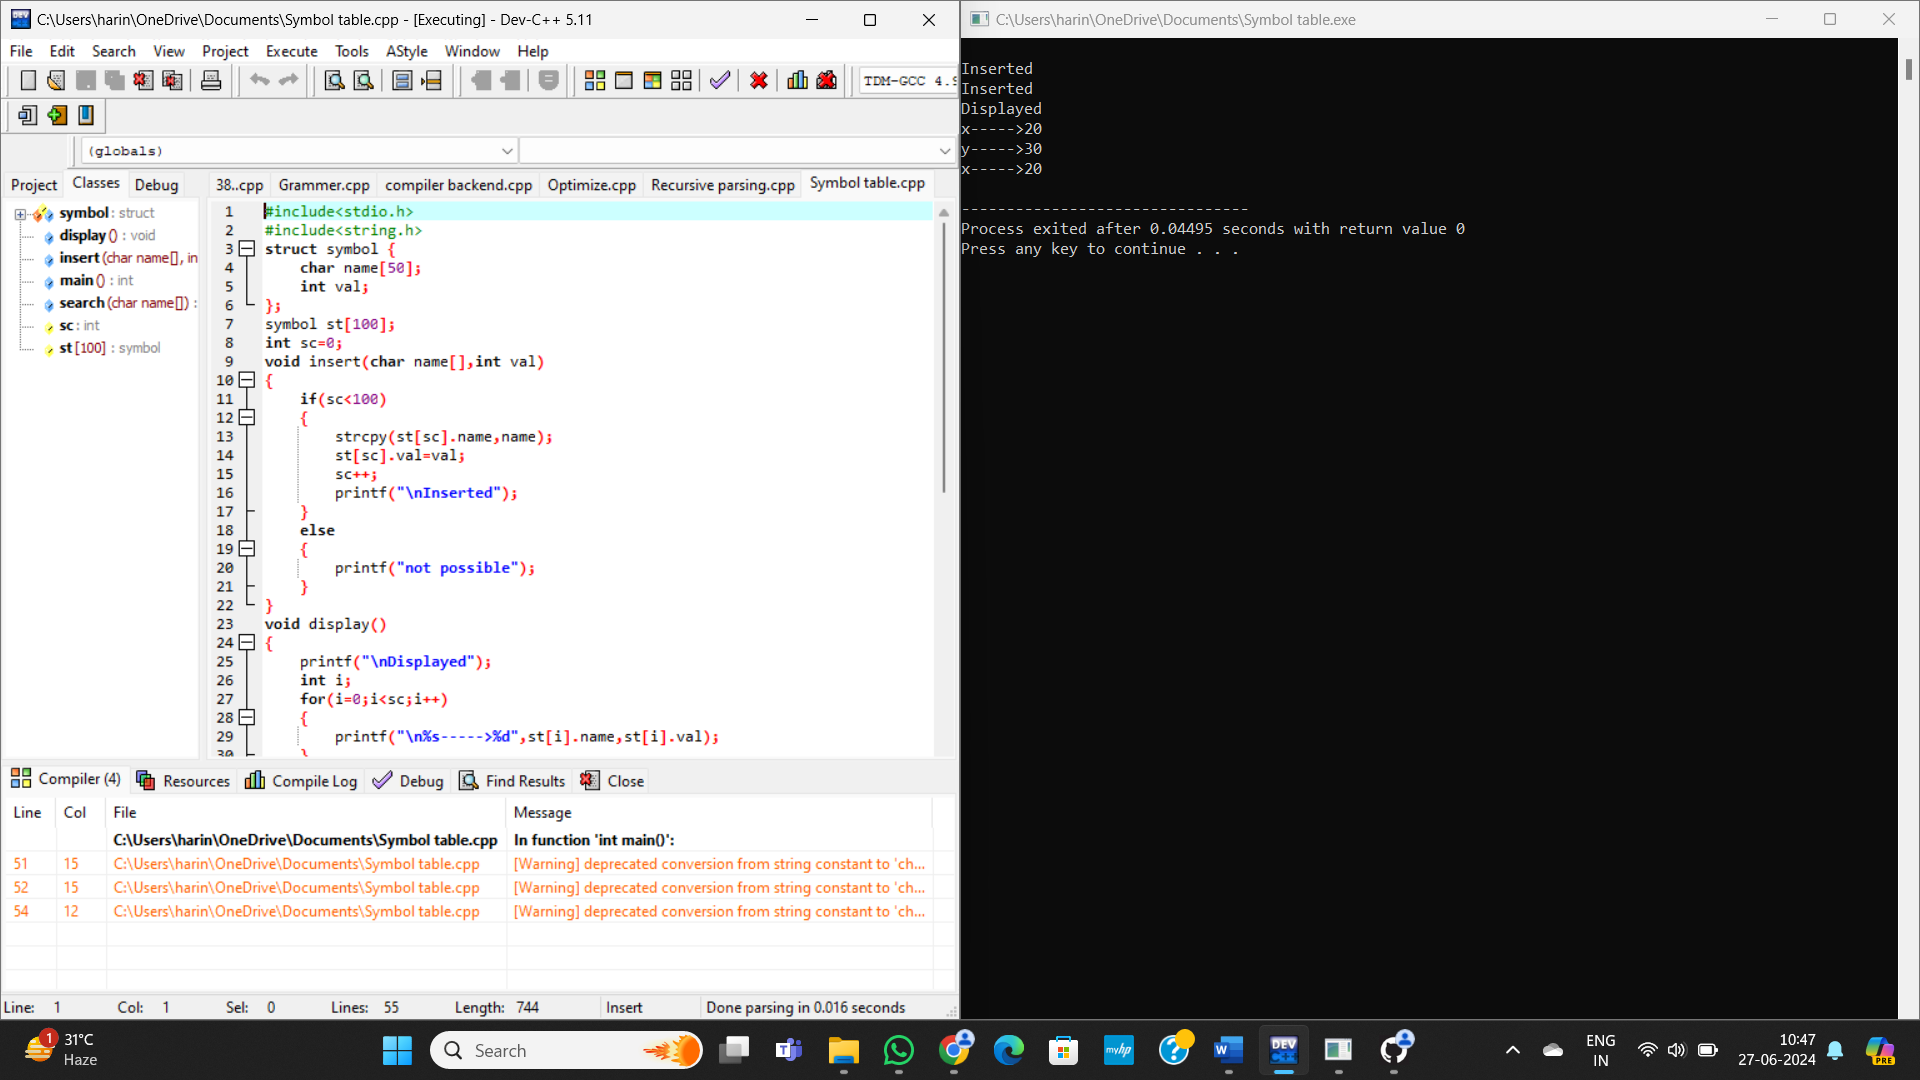 C:\Users\harin\OneDrive\Documents\Symbol table.cpp - [Executing] - Dev-C++ 5.11
File Edit Search View Project Execute Tools AStyle Window Help
TDM-GCC 4.9
(globals)
Project Classes Debug
symbol : struct
display () : void
insert (char name[], in
main () : int
search (char name[]) :
sc : int
st [100] : symbol
38..cpp Grammer.cpp compiler backend.cpp Optimize.cpp Recursive parsing.cpp Symbol table.cpp
1 #include<stdio.h>
2 #include<string.h>
3 struct symbol {
4 char name[50];
5 int val;
6 };
7 symbol st[100];
8 int sc=0;
9 void insert(char name[],int val)
10 {
11 if(sc<100)
12 {
13 strcpy(st[sc].name,name);
14 st[sc].val=val;
15 sc++;
16 printf("\nInserted");
17 }
18 else
19 {
20 printf("not possible");
21 }
22 }
23 void display()
24 {
25 printf("\nDisplayed");
26 int i;
27 for(i=0;i<sc;i++)
28 {
29 printf("\n%s----->%d",st[i].name,st[i].val);
30 }
Compiler (4) Resources Compile Log Debug Find Results Close
Line Col File Message
C:\Users\harin\OneDrive\Documents\Symbol table.cpp In function 'int main()':
51 15 C:\Users\harin\OneDrive\Documents\Symbol table.cpp [Warning] deprecated conversion from string constant to 'ch...
52 15 C:\Users\harin\OneDrive\Documents\Symbol table.cpp [Warning] deprecated conversion from string constant to 'ch...
54 12 C:\Users\harin\OneDrive\Documents\Symbol table.cpp [Warning] deprecated conversion from string constant to 'ch...
Line: 1 Col: 1 Sel: 0 Lines: 55 Length: 744 Insert Done parsing in 0.016 seconds
C:\Users\harin\OneDrive\Documents\Symbol table.exe
Inserted
Inserted
Displayed
x----->20
y----->30
x----->20
--------------------------------
Process exited after 0.04495 seconds with return value 0
Press any key to continue . . .
1
31°C
Haze
Search
myhp
W
DEV
C++
ENG
IN
10:47
27-06-2024
PRE